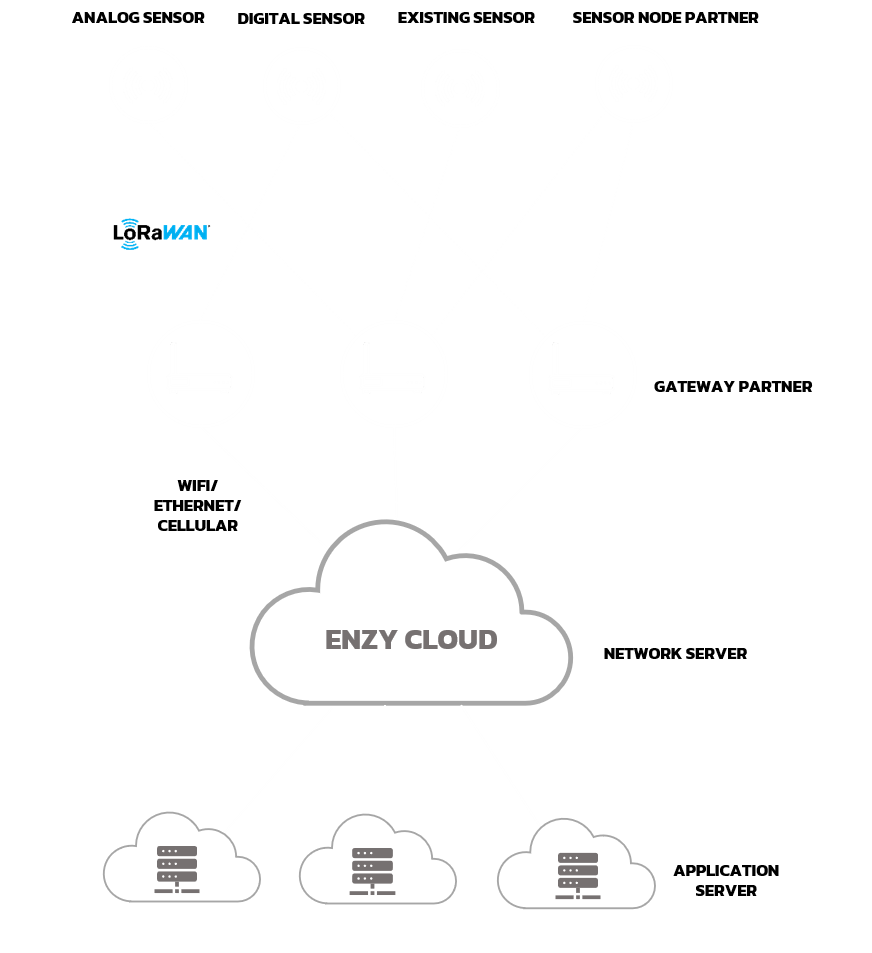 ANALOG SENSOR
DIGITAL SENSOR
EXISTING SENSOR
SENSOR NODE PARTNER
LoRaWAN
GATEWAY PARTNER
WIFI/
ETHERNET/
CELLULAR
ENZY CLOUD
NETWORK SERVER
APPLICATION
SERVER